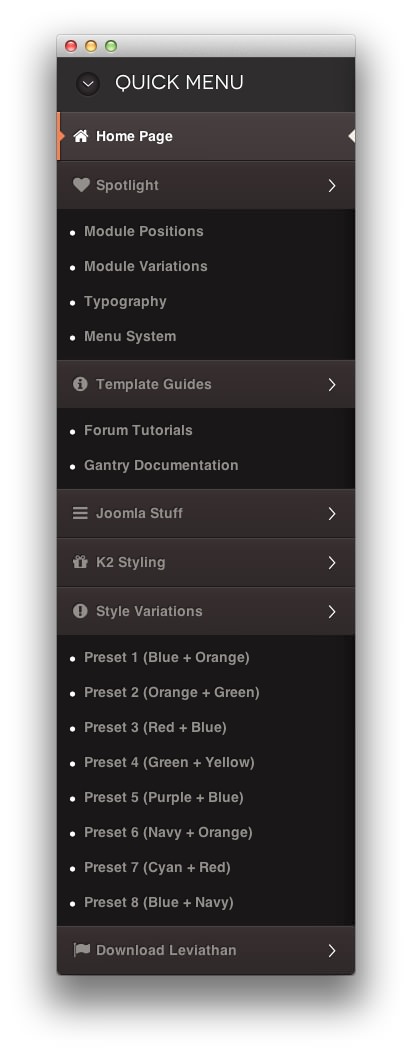 QUICK MENU
Home Page
Spotlight
Module Positions
Module Variations
Typography
Menu System
Template Guides
Forum Tutorials
Gantry Documentation
Joomla Stuff
K2 Styling
Style Variations
Preset 1 (Blue + Orange)
Preset 2 (Orange + Green)
Preset 3 (Red + Blue)
Preset 4 (Green + Yellow)
Preset 5 (Purple + Blue)
Preset 6 (Navy + Orange)
Preset 7 (Cyan + Red)
Preset 8 (Blue + Navy)
Download Leviathan